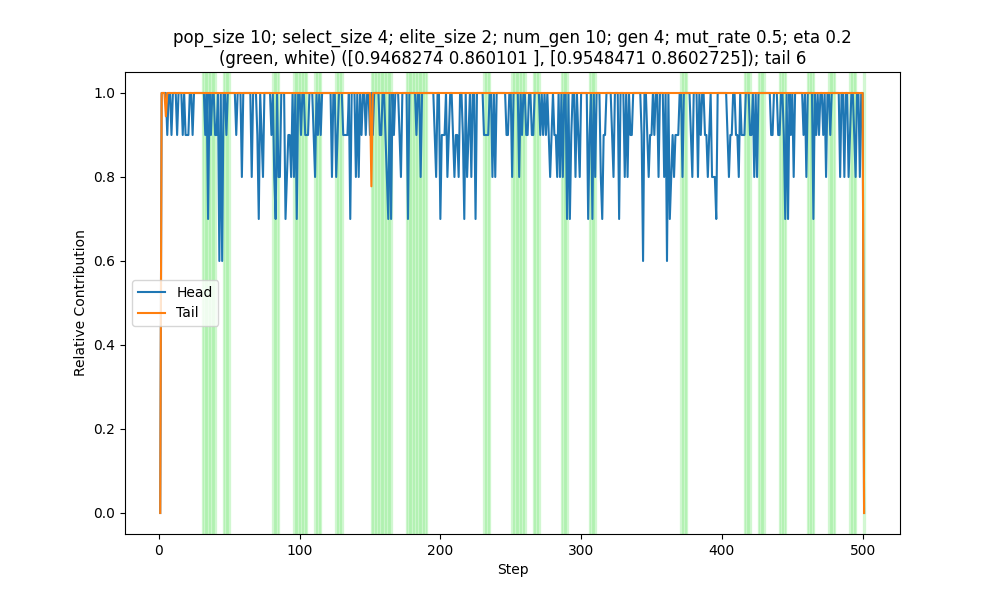 pop_size 10; select_size 4; elite_size 2; num_gen 10; gen 4; mut_rate 0.5; eta 0.2
(green, white) ([0.9468274 0.860101 ], [0.9548471 0.8602725]); tail 6
1.0
0.8
0.6
0.4
0.2
0.0
Relative Contribution
Head
Tail
0
100
200
300
400
500
Step